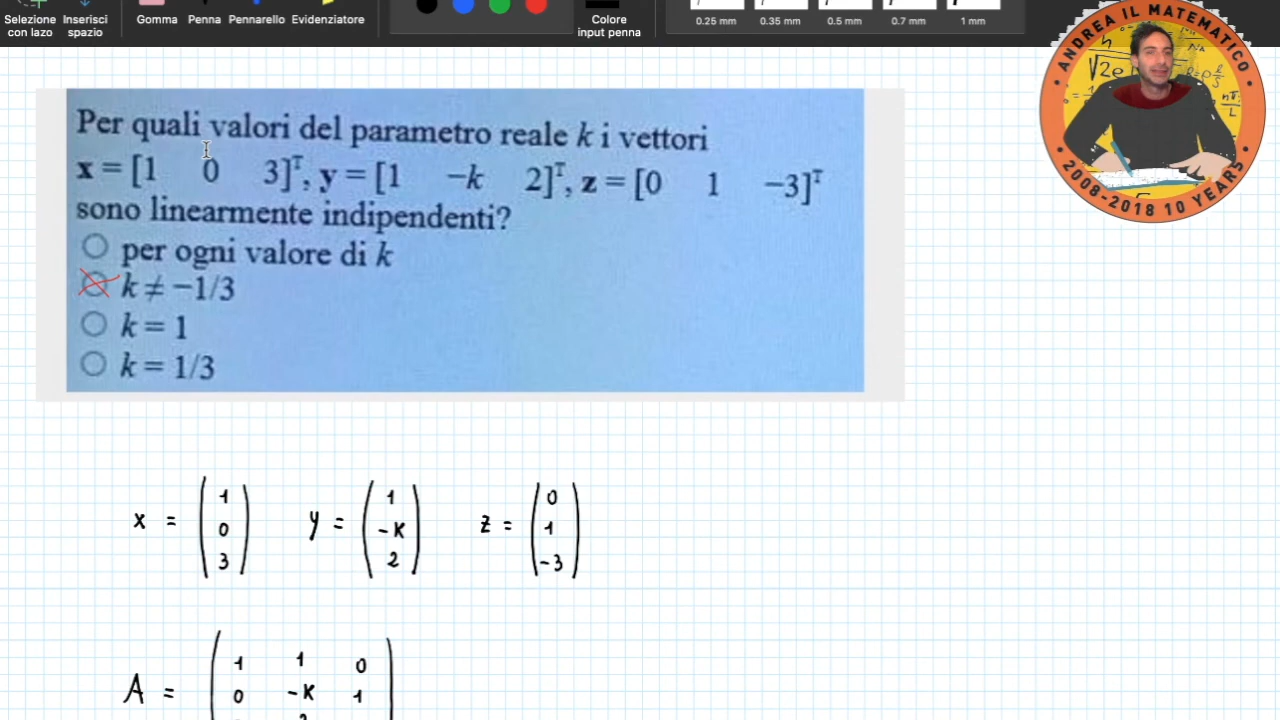 Selezione con lazo
Inserisci spazio
Gomma
Penna
Pennarello
Evidenziatore
Colore input penna
0.25 mm
0.35 mm
0.5 mm
0.7 mm
1 mm
ANDREA IL MATEMATICO
2008-2018 10 YEARS
Per quali valori del parametro reale k i vettori
x = [1 0 3]ᵀ, y = [1 −k 2]ᵀ, z = [0 1 −3]ᵀ
sono linearmente indipendenti?
per ogni valore di k
k ≠ −1/3
k = 1
k = 1/3
x = (1 0 3) y = (1 -K 2) z = (0 1 -3)
A =
1 1 0
0 -K 1